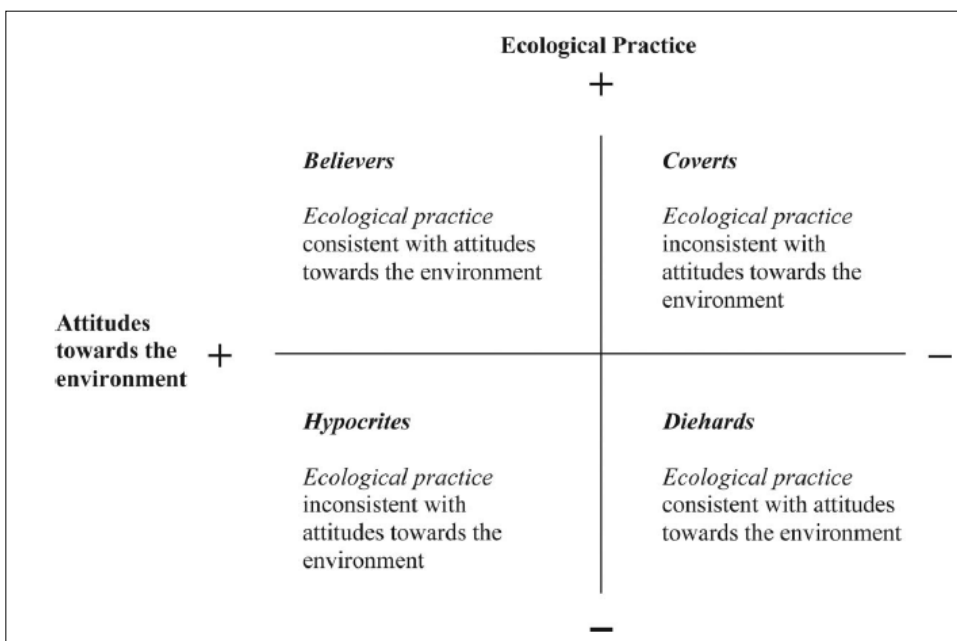 Ecological Practice
+
Believers
Ecological practice
consistent with attitudes
towards the environment
Coverts
Ecological practice
inconsistent with
attitudes towards the
environment
Attitudes
towards the
environment
+
−
Hypocrites
Ecological practice
inconsistent with
attitudes towards the
environment
Diehards
Ecological practice
consistent with attitudes
towards the environment
−